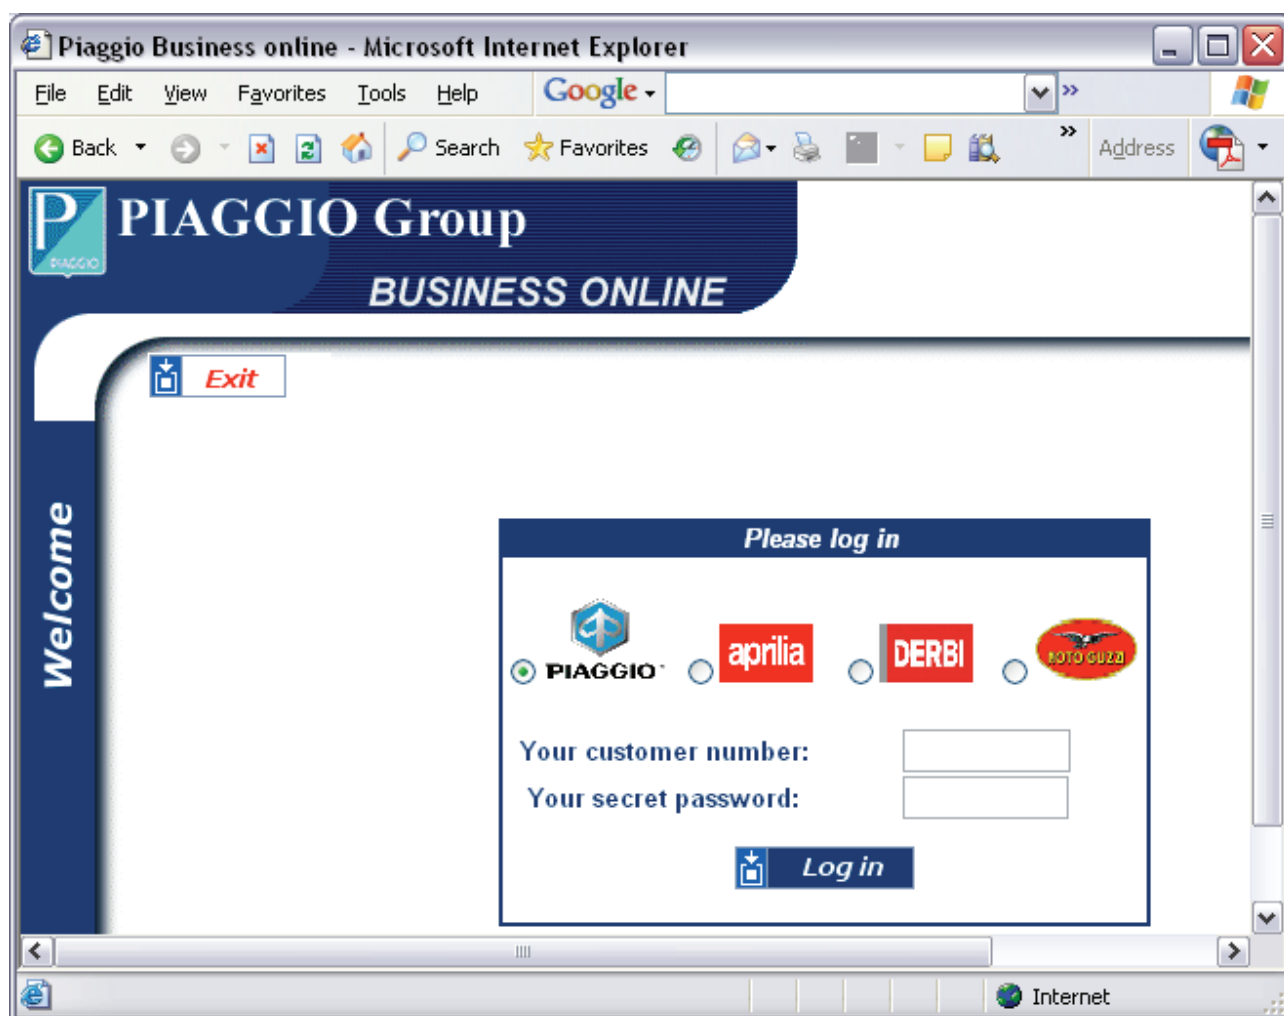 Piaggio Business online - Microsoft Internet Explorer
File Edit View Favorites Tools Help Google
Back Search Favorites Address
P PIAGGIO
PIAGGIO Group
BUSINESS ONLINE
Exit
Welcome
Please log in
PIAGGIO aprilia DERBI MOTO GUZZI
Your customer number:
Your secret password:
Log in
Internet